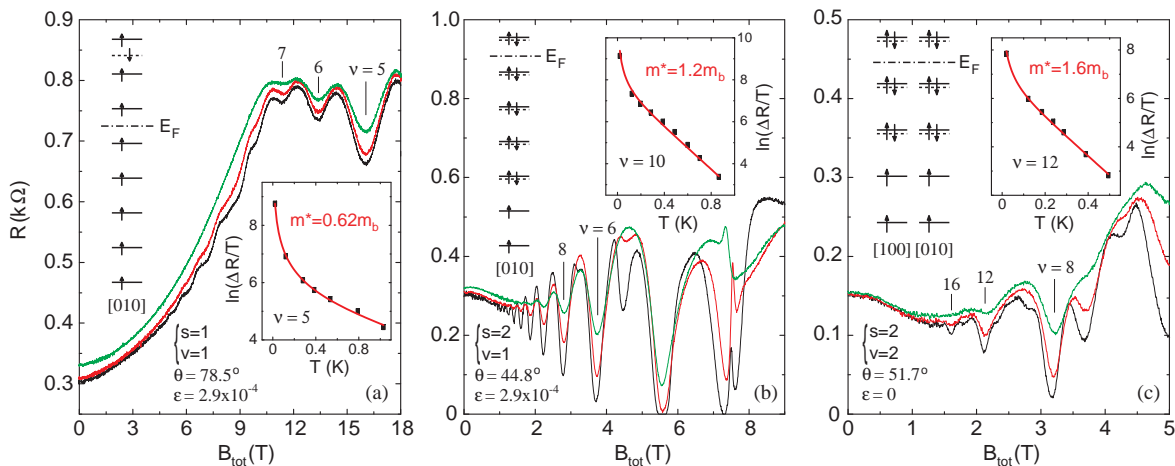 0.9
0.8
0.7
0.6
0.5
0.4
0.3
R (kΩ)
E_F
[010]
7
6
ν = 5
8
6
4
ln(ΔR/T)
m*=0.62m_b
ν = 5
0
0.4
0.8
T (K)
s=1
v=1
θ = 78.5°
ε = 2.9x10⁻⁴
(a)
0
3
6
9
12
15
18
B_tot(T)
0.8
0.6
0.4
0.2
0
E_F
[010]
m*=1.2m_b
10
8
6
4
ln(ΔR/T)
ν = 10
0
0.2
0.4
0.6
0.8
T (K)
8
ν = 6
s=2
v=1
θ = 44.8°
ε = 2.9x10⁻⁴
(b)
0
2
4
6
8
B_tot(T)
0.5
0.4
0.3
0.2
0.1
0
E_F
[100]
[010]
m*=1.6m_b
8
6
4
ln(ΔR/T)
ν = 12
0
0.2
0.4
T (K)
16
12
ν = 8
s=2
v=2
θ = 51.7°
ε=0
(c)
0
1
2
3
4
5
B_tot(T)